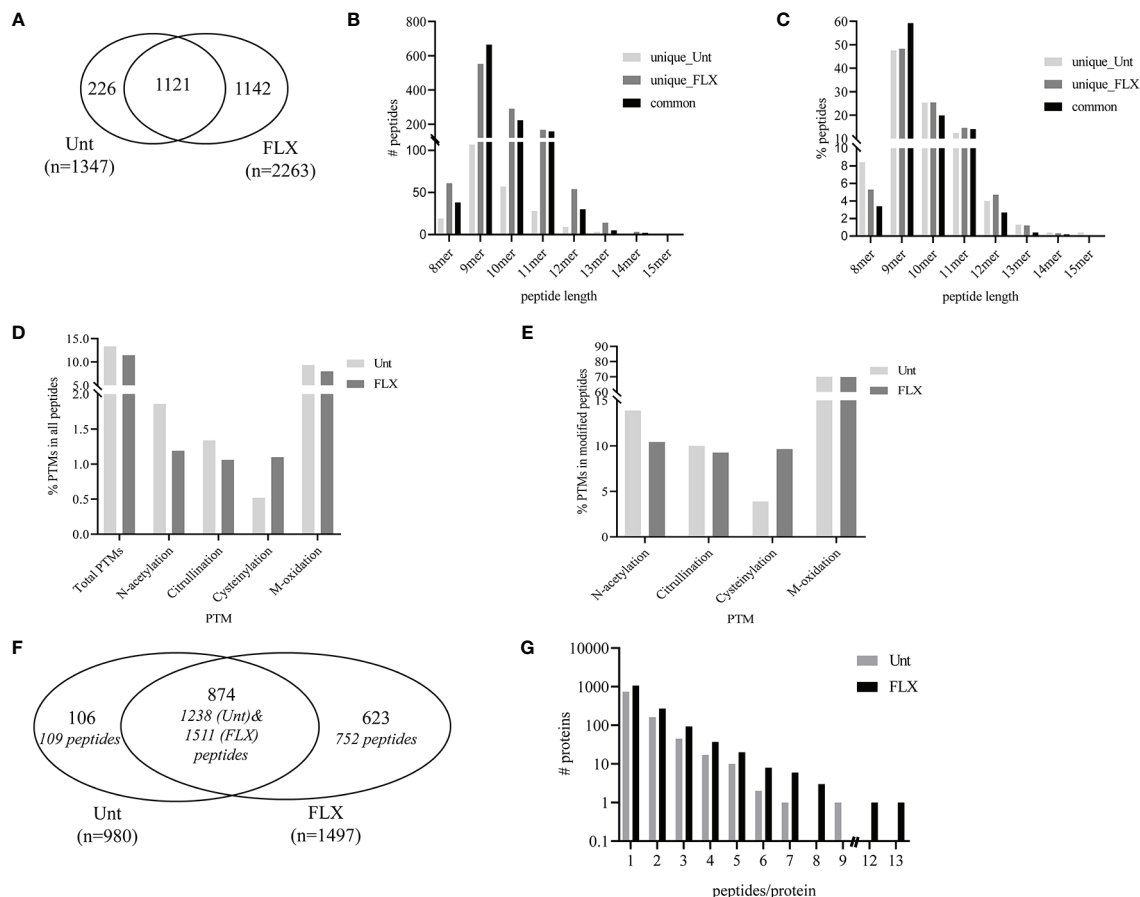 A
226
1121
1142
Unt
(n=1347)
FLX
(n=2263)
B
800
600
400
200
100
50
0
# peptides
unique_Unt
unique_FLX
common
8mer
9mer
10mer
11mer
12mer
13mer
14mer
15mer
peptide length
C
60
50
40
30
20
10
10
8
6
4
2
0
% peptides
unique_Unt
unique_FLX
common
8mer
9mer
10mer
11mer
12mer
13mer
14mer
15mer
peptide length
D
15.0
10.0
5.0
2.0
1.5
1.0
0.5
0.0
% PTMs in all peptides
Unt
FLX
Total PTMs
N-acetylation
Citrullination
Cysteinylation
M-oxidation
PTM
E
90
80
70
60
15
10
5
0
% PTMs in modified peptides
Unt
FLX
N-acetylation
Citrullination
Cysteinylation
M-oxidation
PTM
F
106
109 peptides
874
1238 (Unt)&
1511 (FLX)
peptides
623
752 peptides
Unt
(n=980)
FLX
(n=1497)
G
10000
1000
100
10
1
0.1
# proteins
Unt
FLX
1 2 3 4 5 6 7 8 9 12 13
peptides/protein